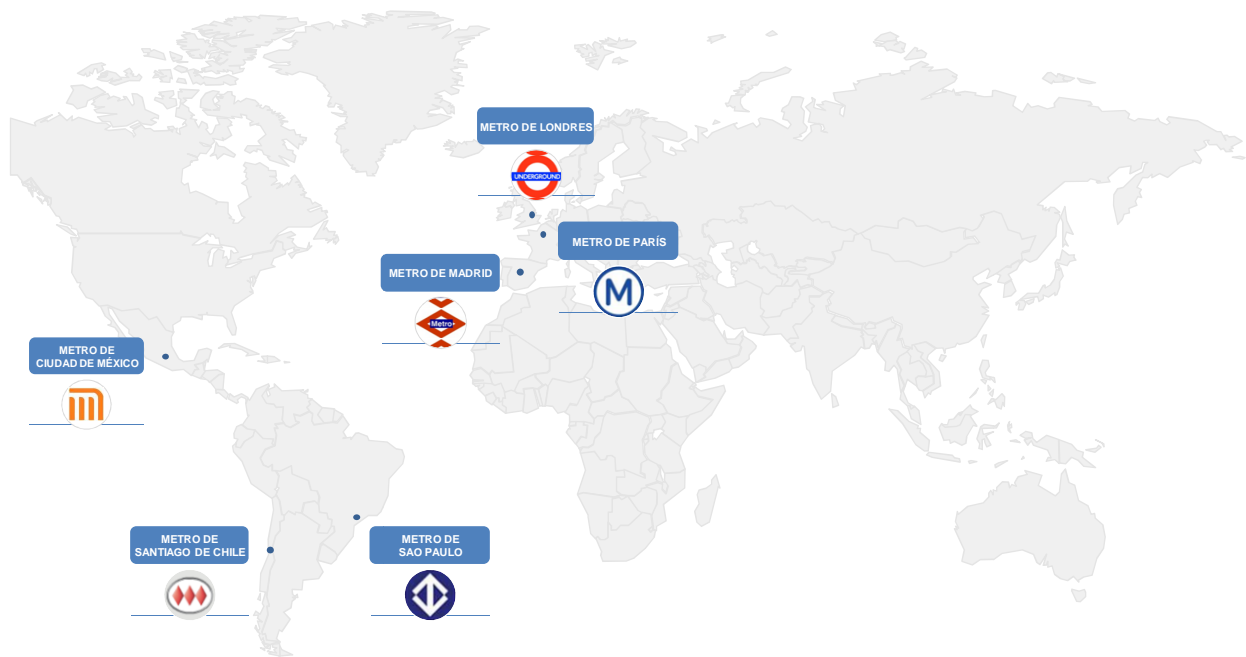 METRO DE LONDRES
UNDERGROUND
METRO DE PARÍS
M
METRO DE MADRID
Metro
METRO DE
CIUDAD DE MÉXICO
METRO DE
SANTIAGO DE CHILE
METRO DE
SAO PAULO